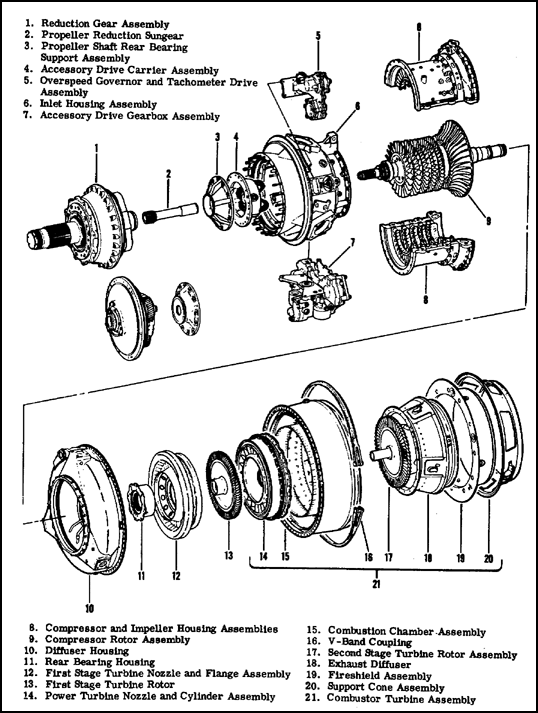 1. Reduction Gear Assembly
2. Propeller Reduction Sungear
3. Propeller Shaft Rear Bearing
Support Assembly
4. Accessory Drive Carrier Assembly
5. Overspeed Governor and Tachometer Drive
Assembly
6. Inlet Housing Assembly
7. Accessory Drive Gearbox Assembly
8
5
6
3
4
1
2
9
7
8
10
11
12
13
14
15
16
17
18
19
20
21
8. Compressor and Impeller Housing Assemblies
9. Compressor Rotor Assembly
10. Diffuser Housing
11. Rear Bearing Housing
12. First Stage Turbine Nozzle and Flange Assembly
13. First Stage Turbine Rotor
14. Power Turbine Nozzle and Cylinder Assembly
15. Combustion Chamber Assembly
16. V-Band Coupling
17. Second Stage Turbine Rotor Assembly
18. Exhaust Diffuser
19. Fireshield Assembly
20. Support Cone Assembly
21. Combustor Turbine Assembly